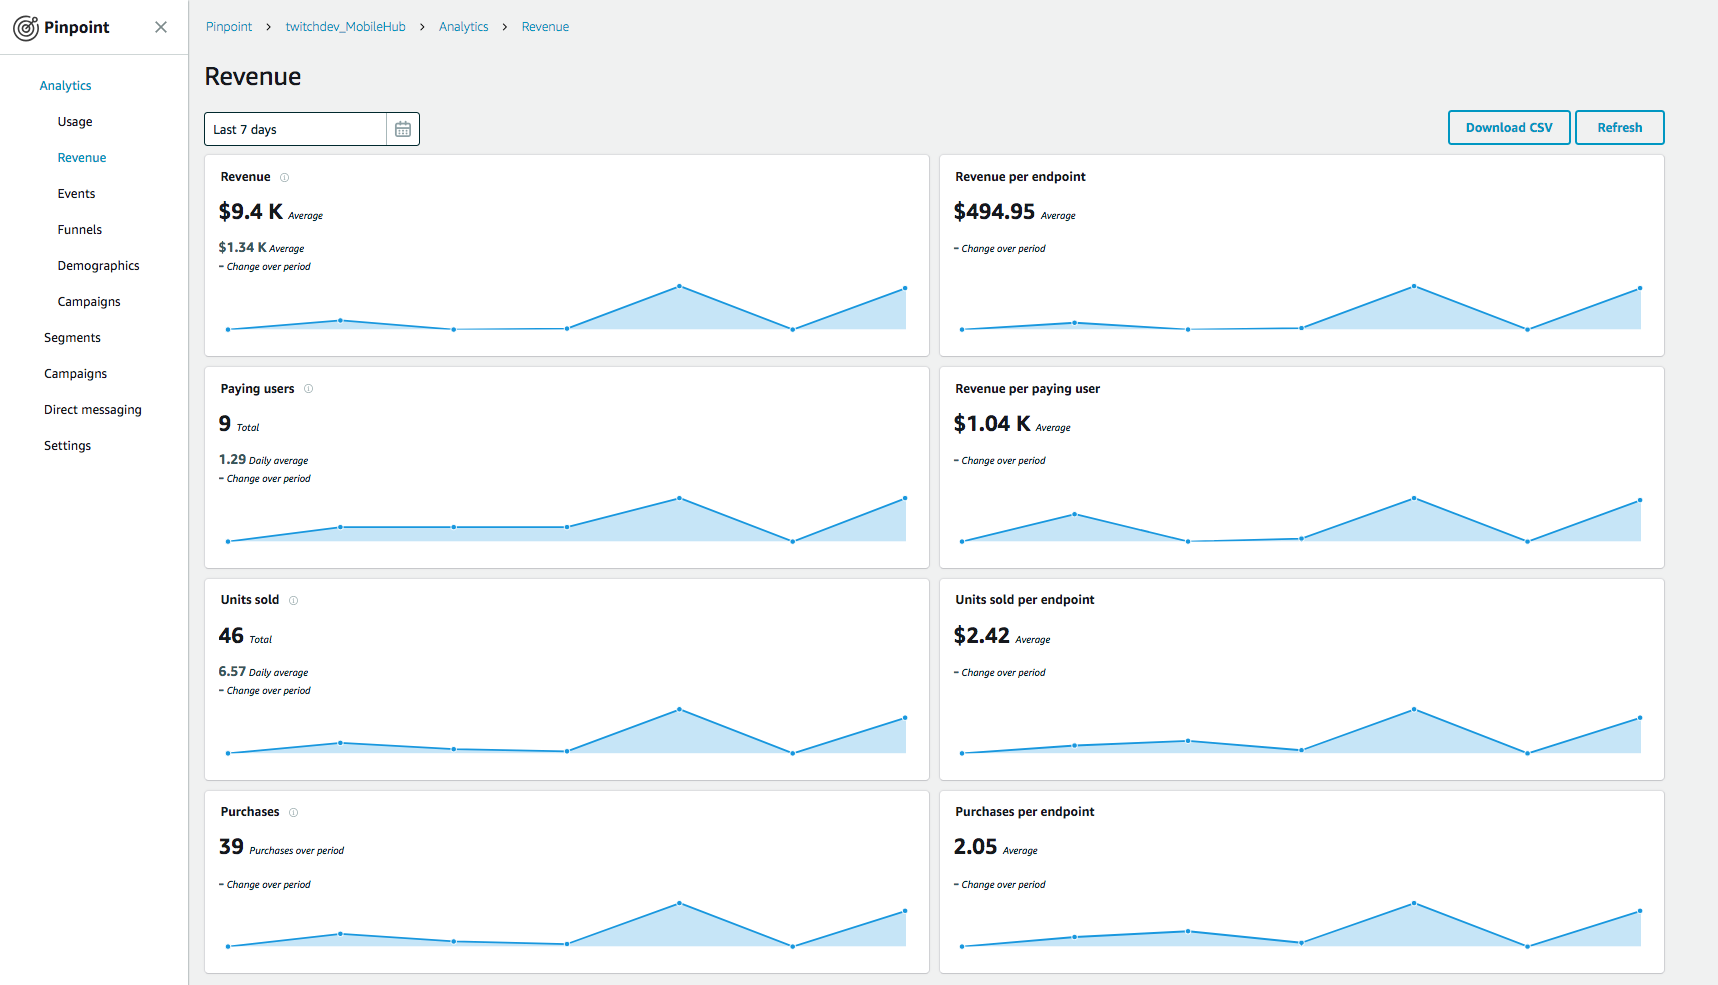 Pinpoint
Analytics
Usage
Revenue
Events
Funnels
Demographics
Campaigns
Segments
Campaigns
Direct messaging
Settings
Pinpoint > twitchdev_MobileHub > Analytics > Revenue
Revenue
Last 7 days
Download CSV
Refresh
Revenue
$9.4 K Average
$1.34 K Average
- Change over period
Revenue per endpoint
$494.95 Average
- Change over period
Paying users
9 Total
1.29 Daily average
- Change over period
Revenue per paying user
$1.04 K Average
- Change over period
Units sold
46 Total
6.57 Daily average
- Change over period
Units sold per endpoint
$2.42 Average
- Change over period
Purchases
39 Purchases over period
- Change over period
Purchases per endpoint
2.05 Average
- Change over period